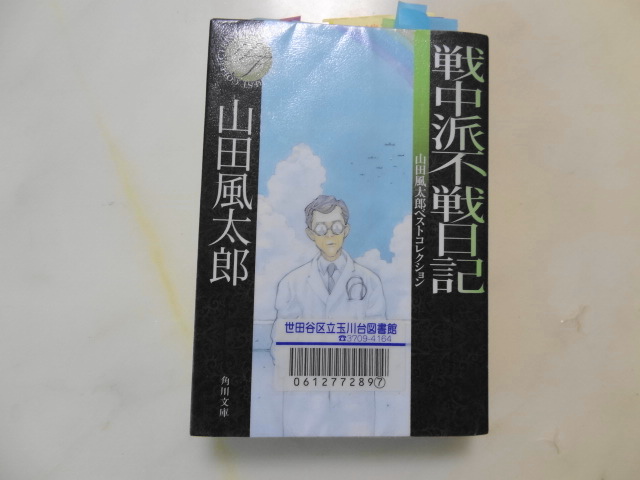 戦中派不戦日記
山田風太郎ベストコレクション
山田風太郎
世田谷区立玉川台図書館
☎3709-4164
0612772897
角川文庫